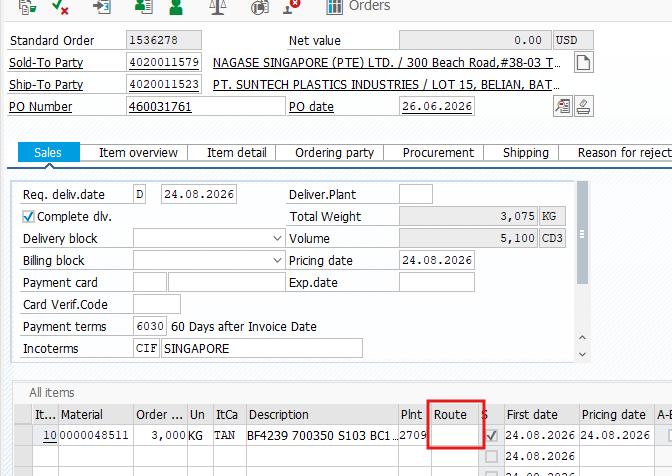 Orders
Standard Order 1536278 Net value 0.00 USD
Sold-To Party 4020011579 NAGASE SINGAPORE (PTE) LTD. / 300 Beach Road,#38-03 T...
Ship-To Party 4020011523 PT. SUNTECH PLASTICS INDUSTRIES / LOT 15, BELIAN, BAT...
PO Number 460031761 PO date 26.06.2026
Sales Item overview Item detail Ordering party Procurement Shipping Reason for reject
Req. deliv.date D 24.08.2026 Deliver.Plant
Complete dlv. Total Weight 3,075 KG
Delivery block Volume 5,100 CD3
Billing block Pricing date 24.08.2026
Payment card Exp.date
Card Verif.Code
Payment terms 6030 60 Days after Invoice Date
Incoterms CIF SINGAPORE
All items
It... Material Order ... Un ItCa Description Plnt Route S First date Pricing date A-E
10 0000048511 3,000 KG TAN BF4239 700350 S103 BC1... 2709 24.08.2026 24.08.2026
24.08.2026